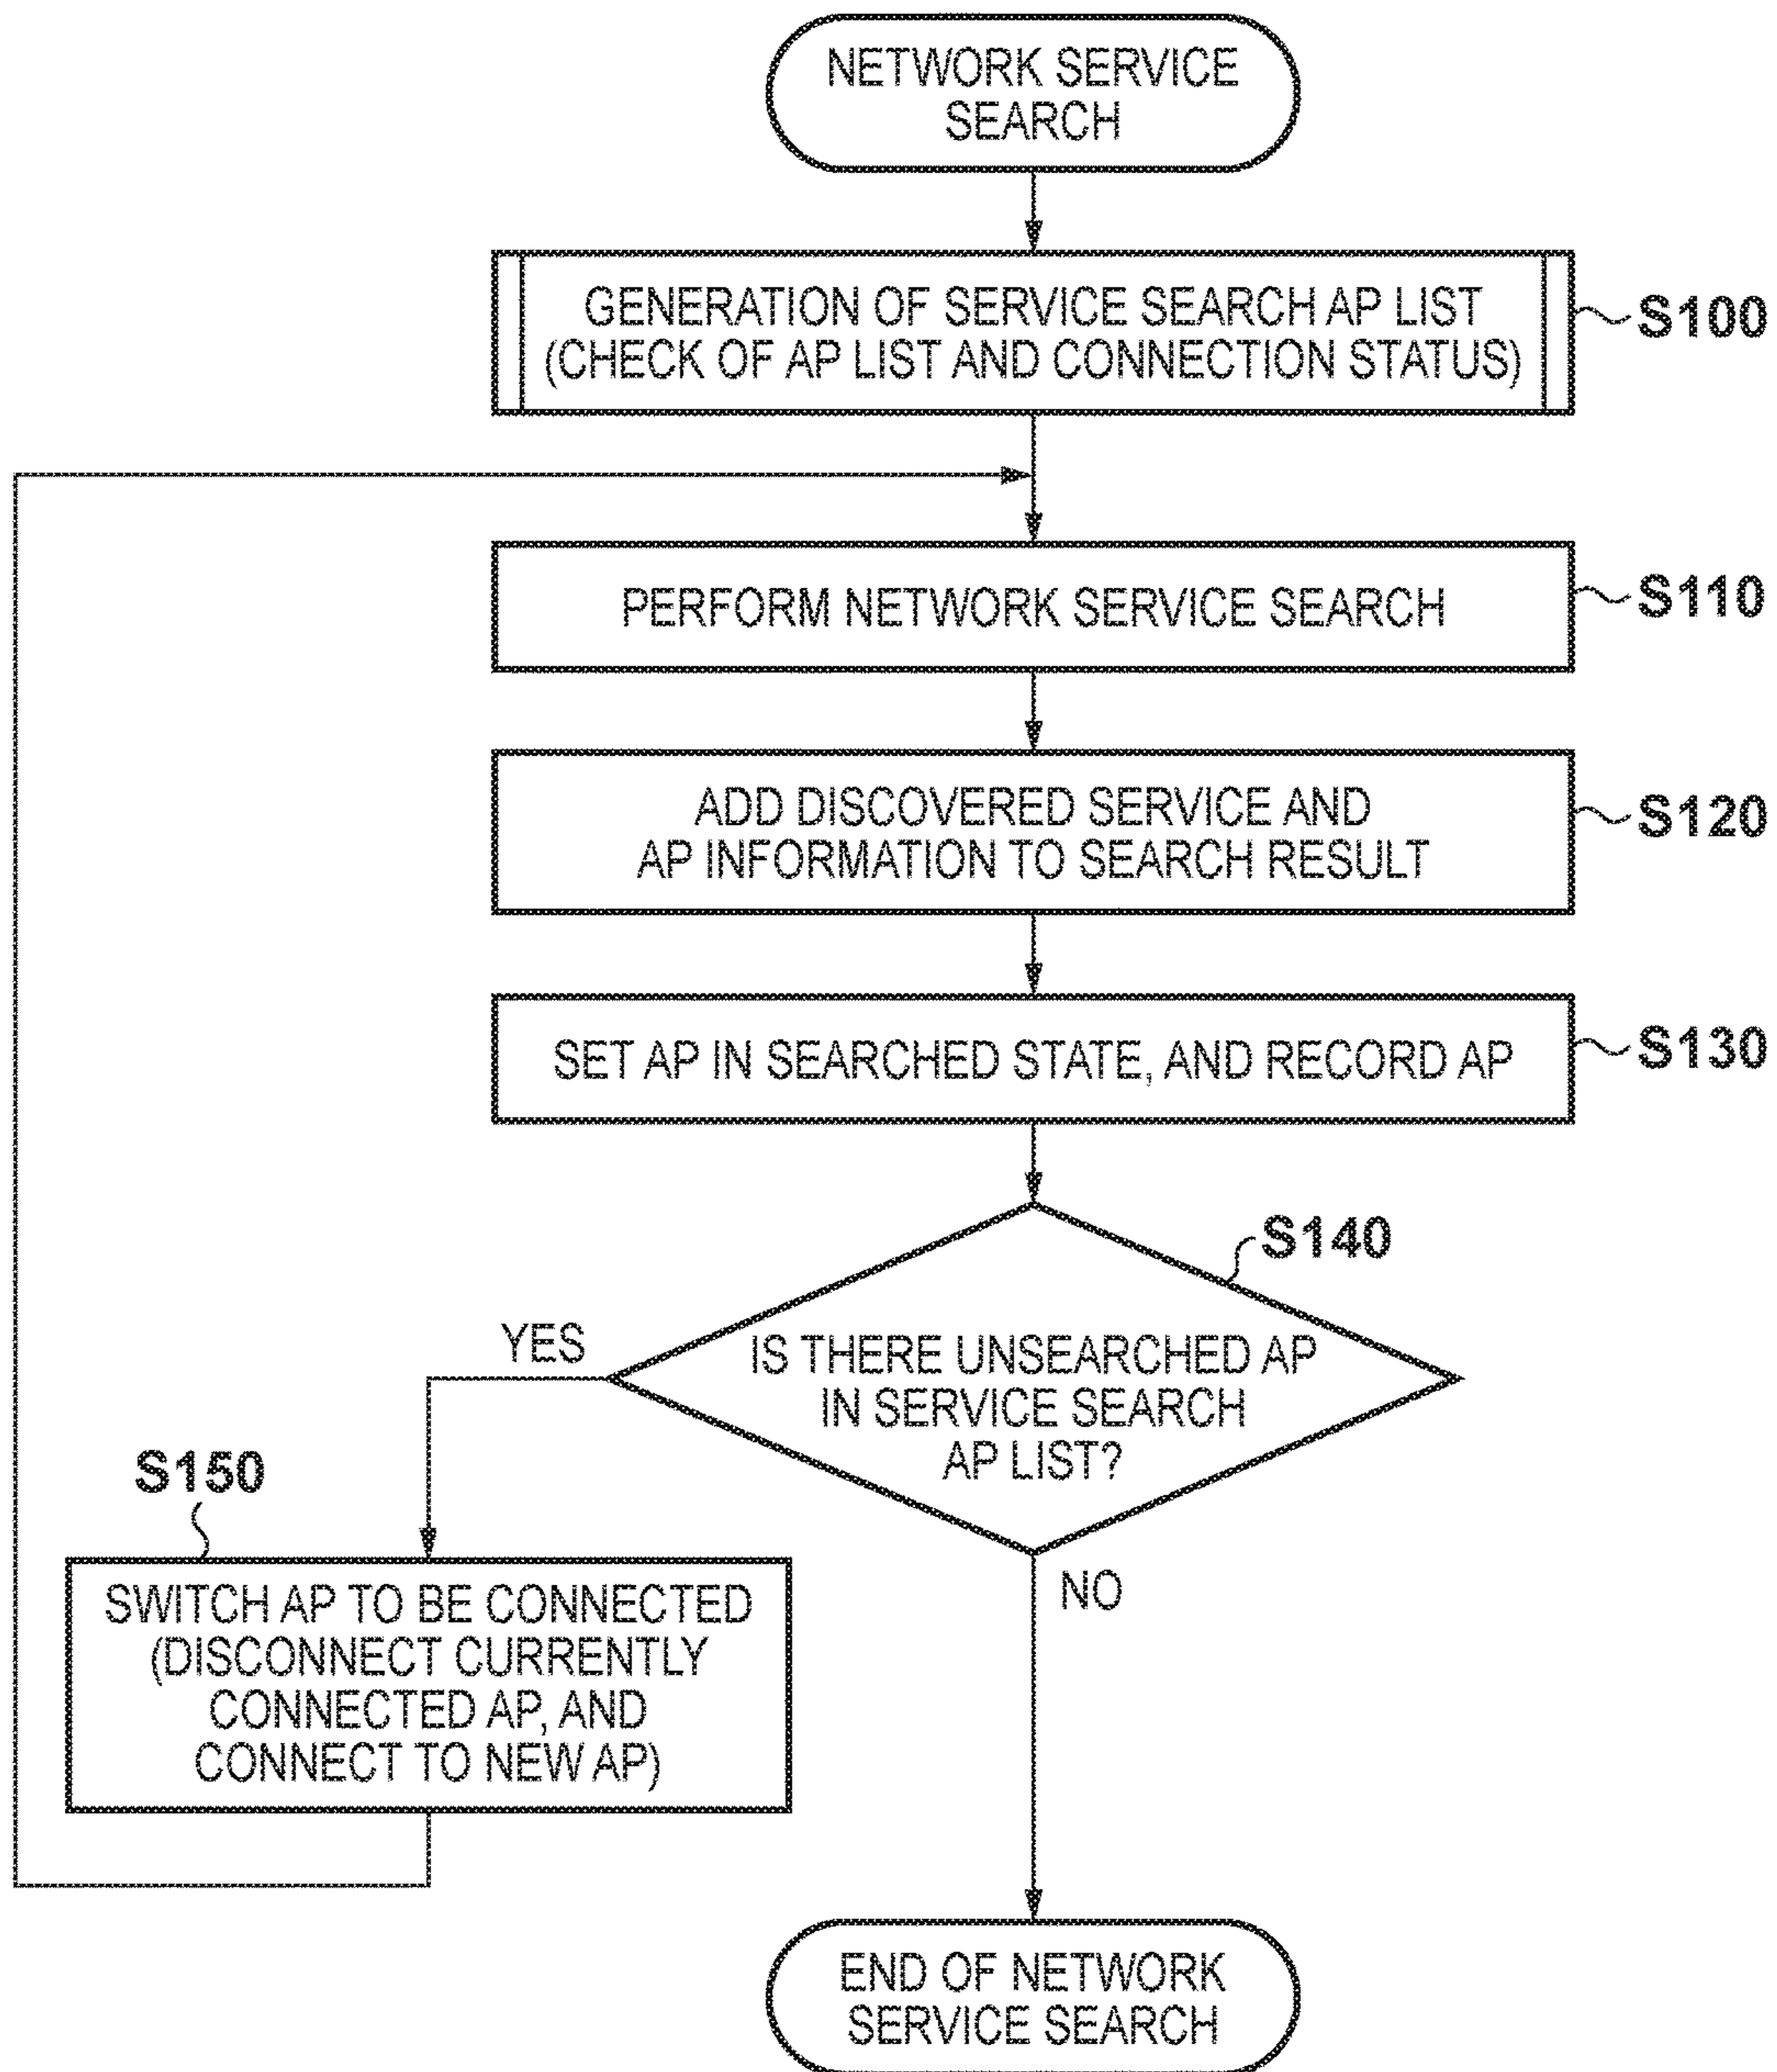 NETWORK SERVICE
SEARCH
GENERATION OF SERVICE SEARCH AP LIST
(CHECK OF AP LIST AND CONNECTION STATUS)
S100
PERFORM NETWORK SERVICE SEARCH
S110
ADD DISCOVERED SERVICE AND
AP INFORMATION TO SEARCH RESULT
S120
SET AP IN SEARCHED STATE, AND RECORD AP
S130
S140
IS THERE UNSEARCHED AP
IN SERVICE SEARCH
AP LIST?
YES
NO
S150
SWITCH AP TO BE CONNECTED
(DISCONNECT CURRENTLY
CONNECTED AP, AND
CONNECT TO NEW AP)
END OF NETWORK
SERVICE SEARCH